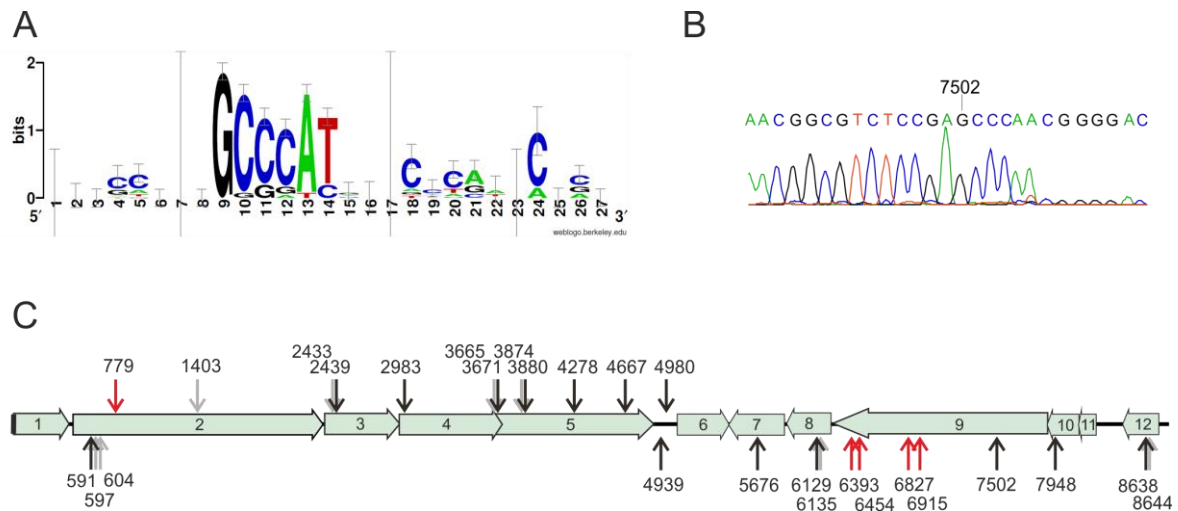 A
B
2
1
0
bits
GCCCAT
5′ 1 2 3 4 5 6 7 8 9 10 11 12 13 14 15 16 17 18 19 20 21 22 23 24 25 26 27 3′
weblogo.berkeley.edu
7502
AACGGCGTCTCCGAGCCCAACGGGGAC
C
2433 3665 3874
779 1403 2439 2983 3671 3880 4278 4667 4980
1 2 3 4 5 6 7 8 9 10 11 12
591 604 4939 5676 6129 6393 6827 7502 7948 8638
597 6135 6454 6915 8644